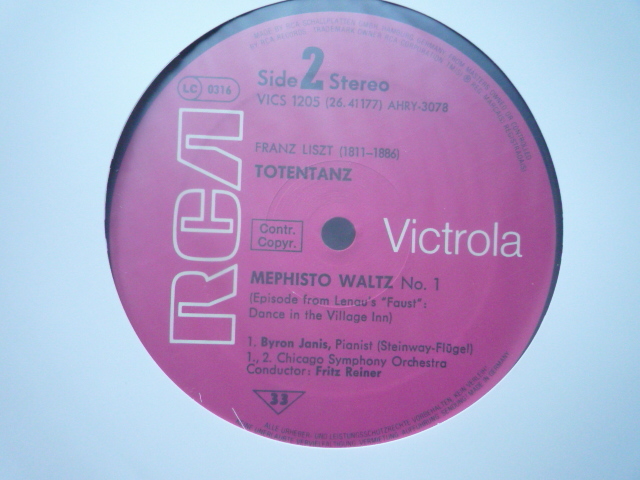 LC 0316
Side 2 Stereo
VICS 1205 (26.41177) AHRY-3078
FRANZ LISZT (1811-1886)
TOTENTANZ
RCA
Contr.
Copyr.
Victrola
MEPHISTO WALTZ No. 1
(Episode from Lenau's "Faust":
Dance in the Village Inn)
1. Byron Janis, Pianist (Steinway-Flügel)
1., 2. Chicago Symphony Orchestra
Conductor: Fritz Reiner
33